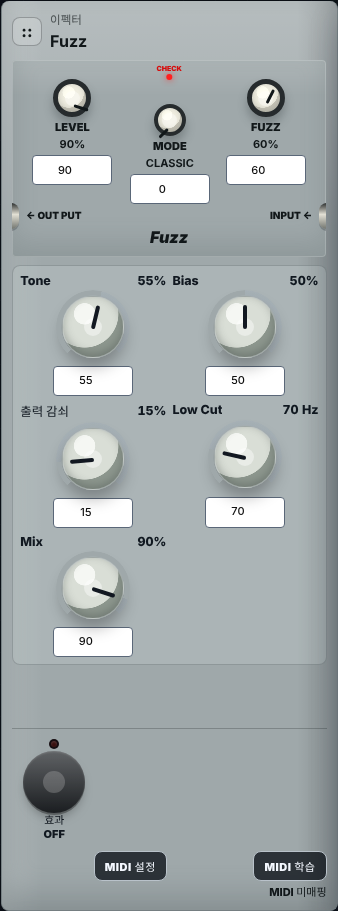 이펙터
Fuzz
CHECK
LEVEL
90%
90
MODE
CLASSIC
0
FUZZ
60%
60
← OUT PUT
INPUT ←
Fuzz
Tone 55%
55
Bias 50%
50
출력 감쇠 15%
15
Low Cut 70 Hz
70
Mix 90%
90
효과
OFF
MIDI 설정
MIDI 학습
MIDI 미매핑